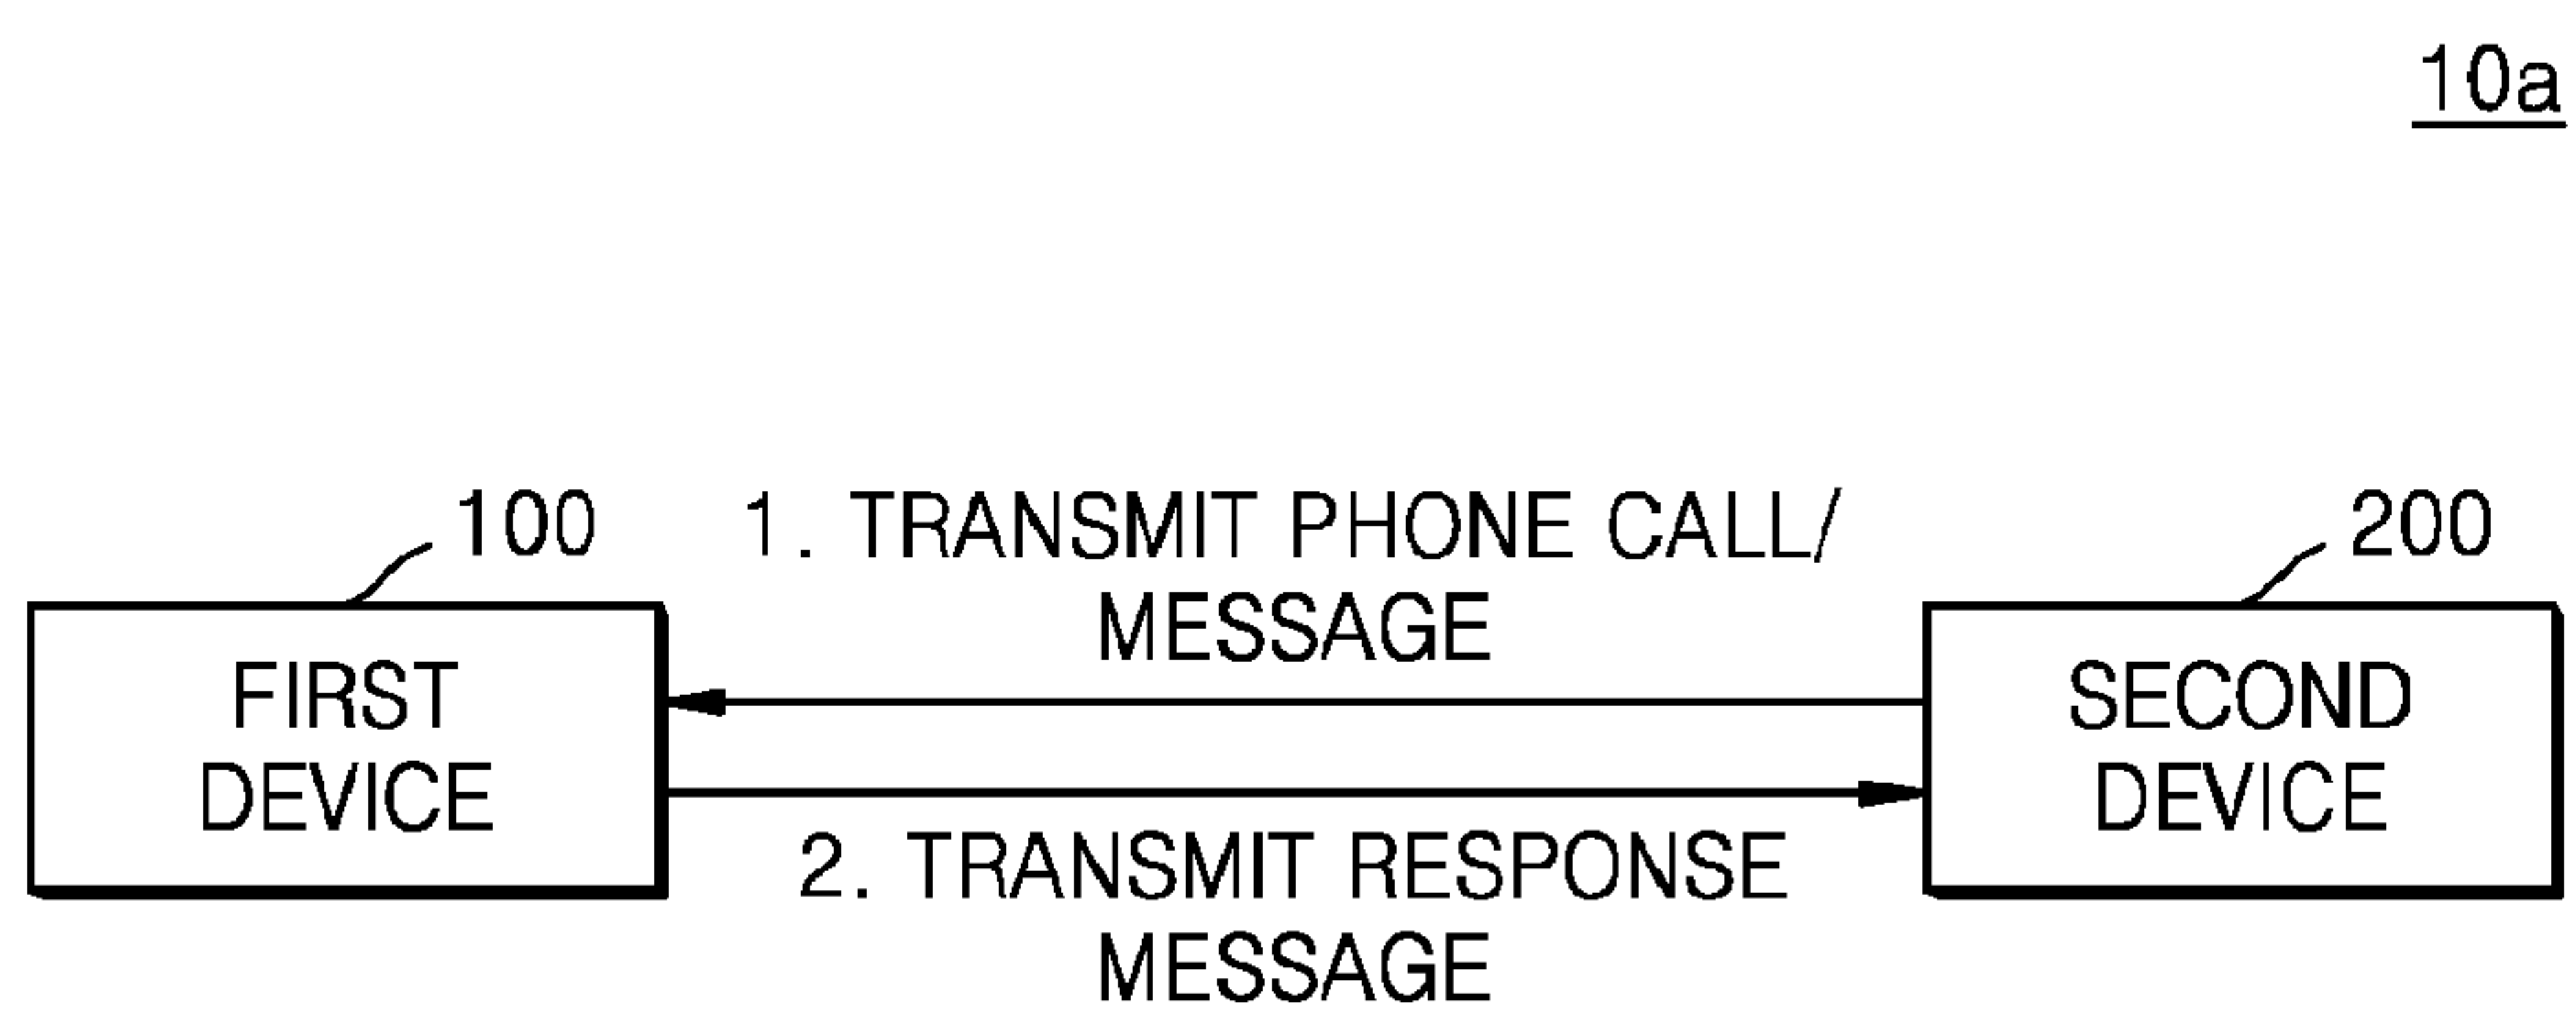 10a
100
1. TRANSMIT PHONE CALL/
MESSAGE
200
FIRST
DEVICE
SECOND
DEVICE
2. TRANSMIT RESPONSE
MESSAGE